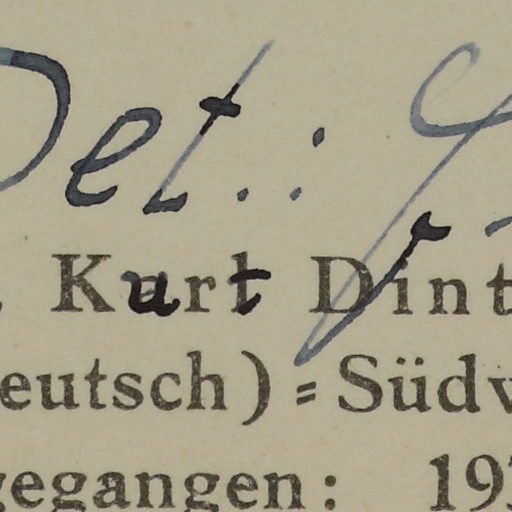 Det.:
. Kurt Dint
eutsch)=Südv
gegangen: 19